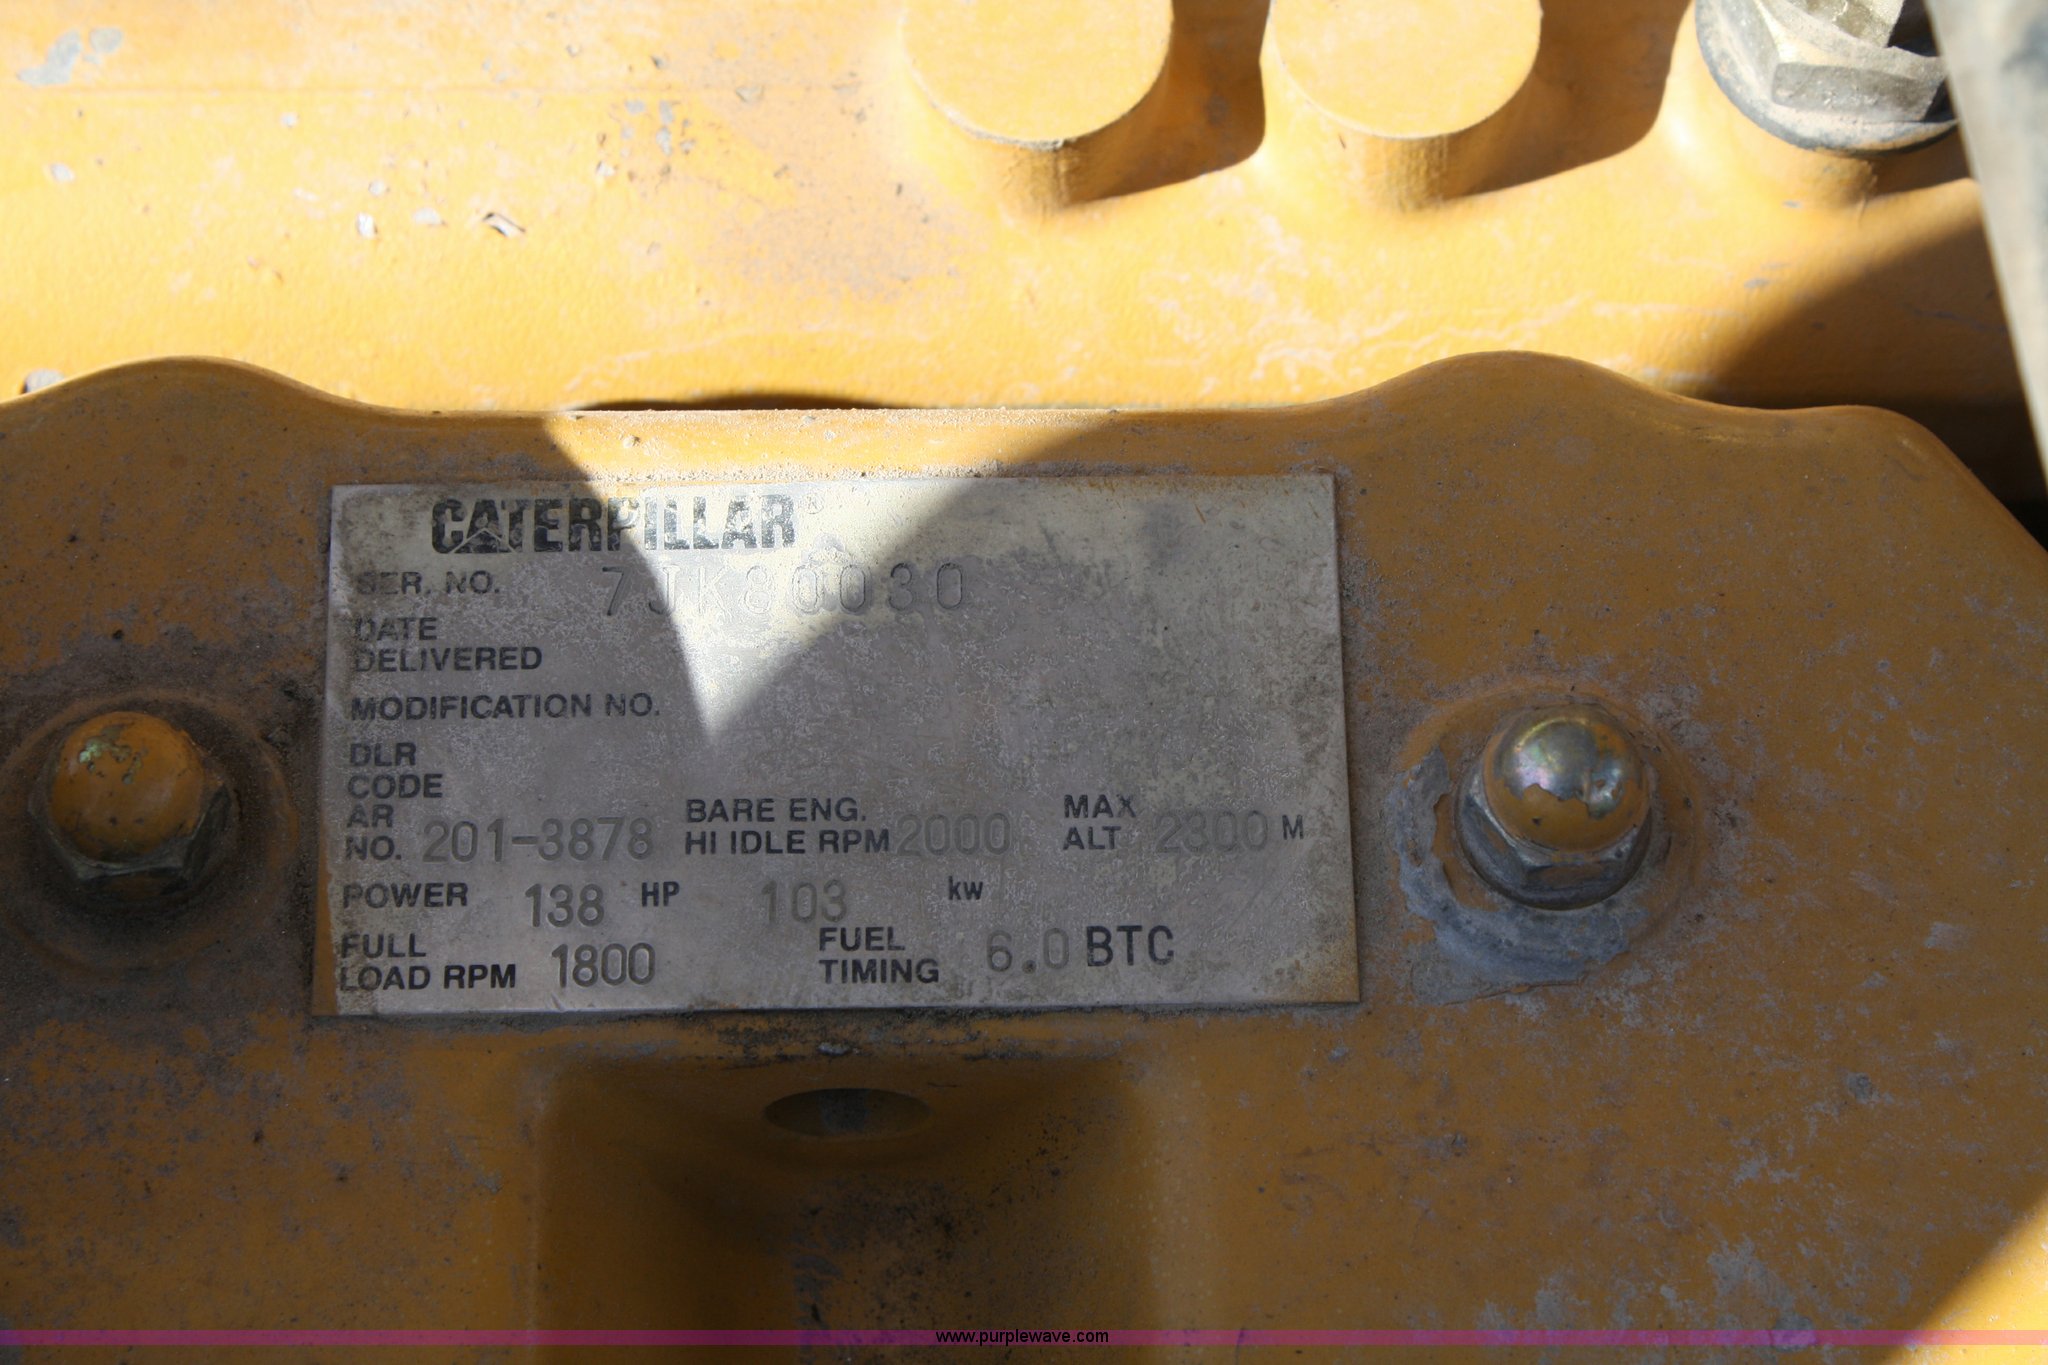 CATERPILLAR®
SER. NO. 7JK80030
DATE
DELIVERED
MODIFICATION NO.
DLR
CODE
AR
NO. 201-3878 BARE ENG.
HI IDLE RPM 2000 MAX
ALT 2300 M
POWER 138 HP 103 kw
FULL
LOAD RPM 1800 FUEL
TIMING 6.0 BTC
www.purplewave.com